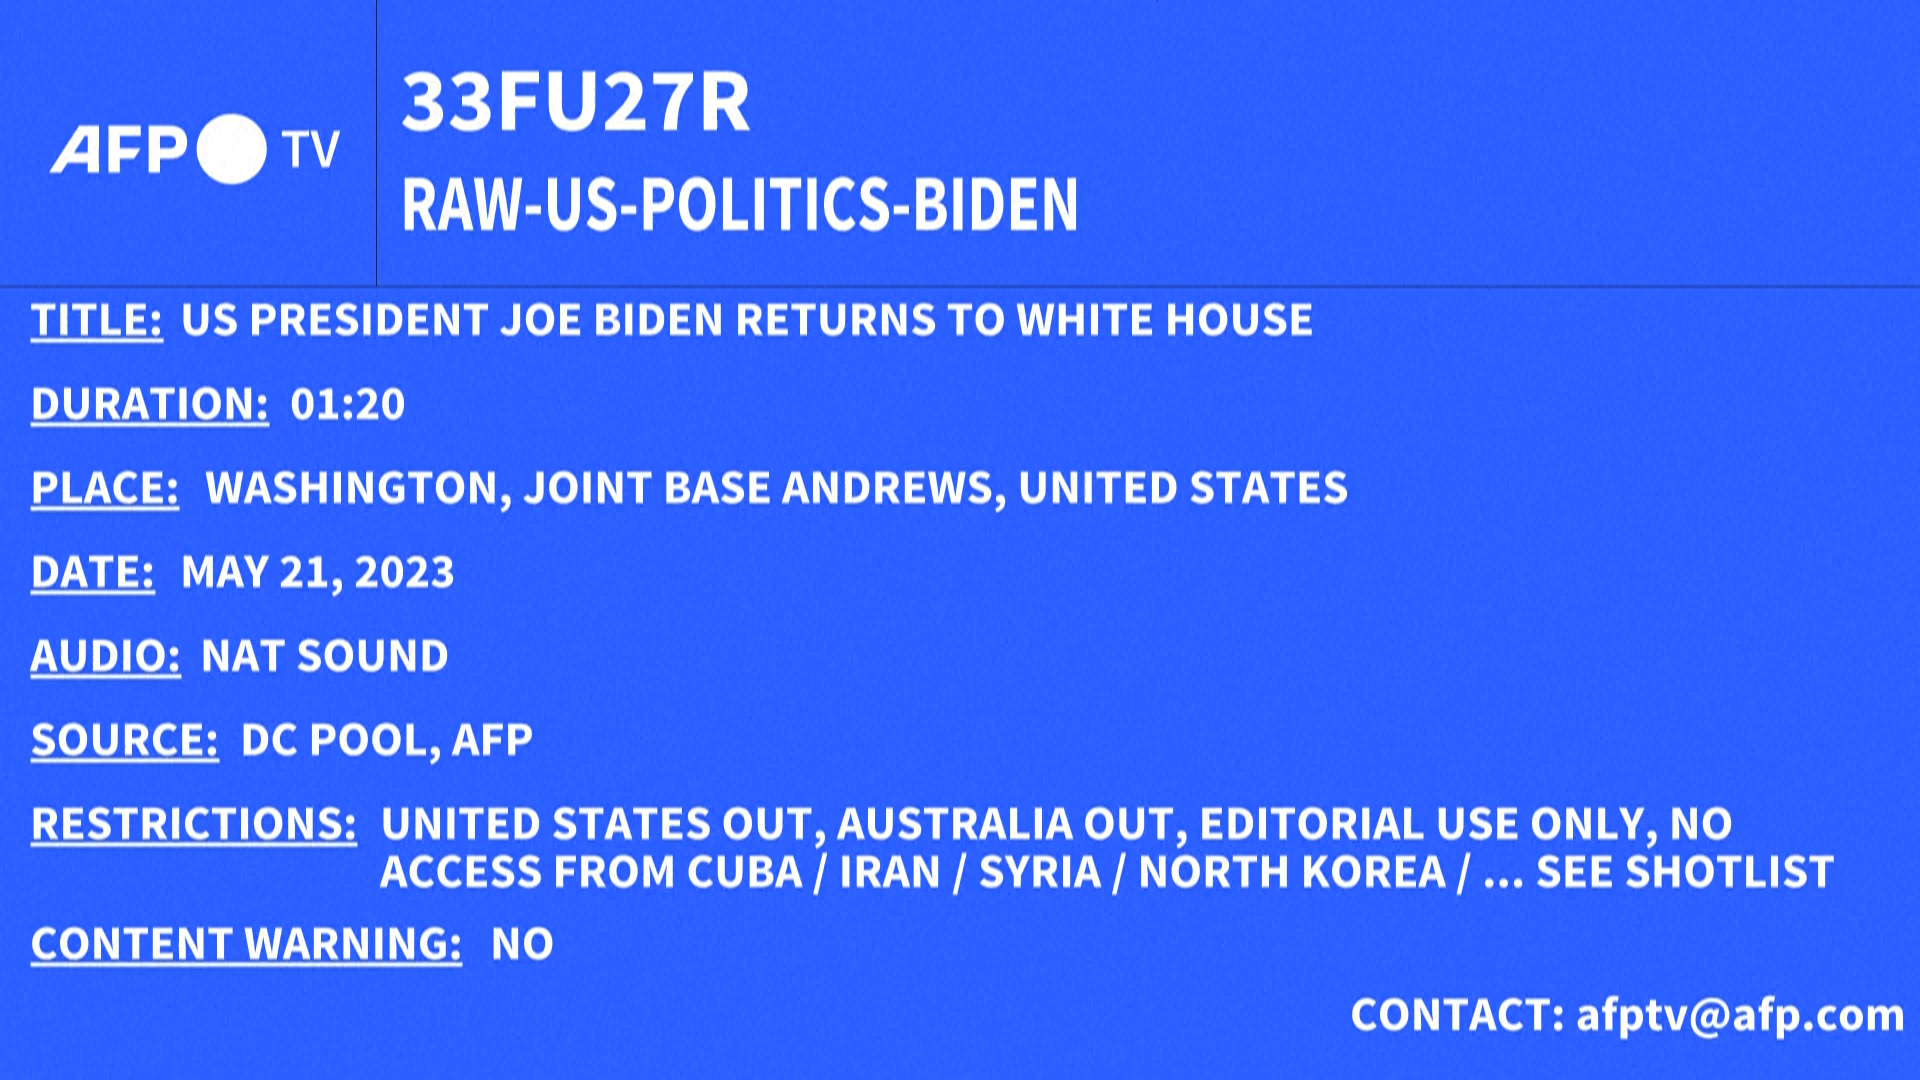 AFP TV
33FU27R
RAW-US-POLITICS-BIDEN
TITLE: US PRESIDENT JOE BIDEN RETURNS TO WHITE HOUSE
DURATION: 01:20
PLACE: WASHINGTON, JOINT BASE ANDREWS, UNITED STATES
DATE: MAY 21, 2023
AUDIO: NAT SOUND
SOURCE: DC POOL, AFP
RESTRICTIONS: UNITED STATES OUT, AUSTRALIA OUT, EDITORIAL USE ONLY, NO
ACCESS FROM CUBA / IRAN / SYRIA / NORTH KOREA / ... SEE SHOTLIST
CONTENT WARNING: NO
CONTACT: afptv@afp.com